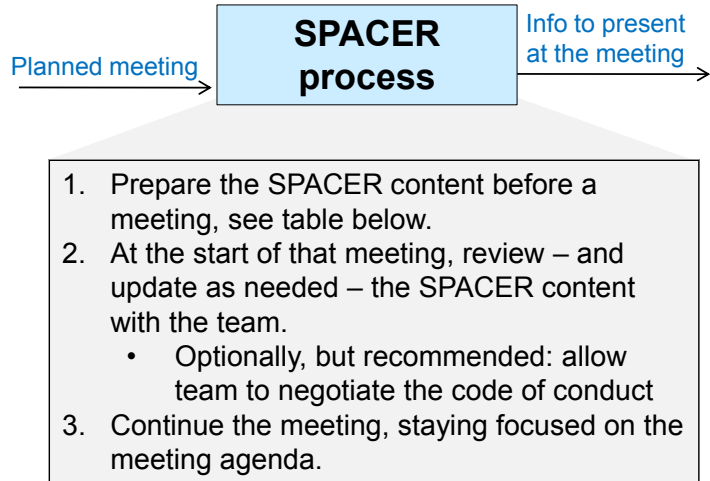 Planned meeting
SPACER
process
Info to present
at the meeting
1. Prepare the SPACER content before a
meeting, see table below.
2. At the start of that meeting, review – and
update as needed – the SPACER content
with the team.
• Optionally, but recommended: allow
team to negotiate the code of conduct
3. Continue the meeting, staying focused on the
meeting agenda.